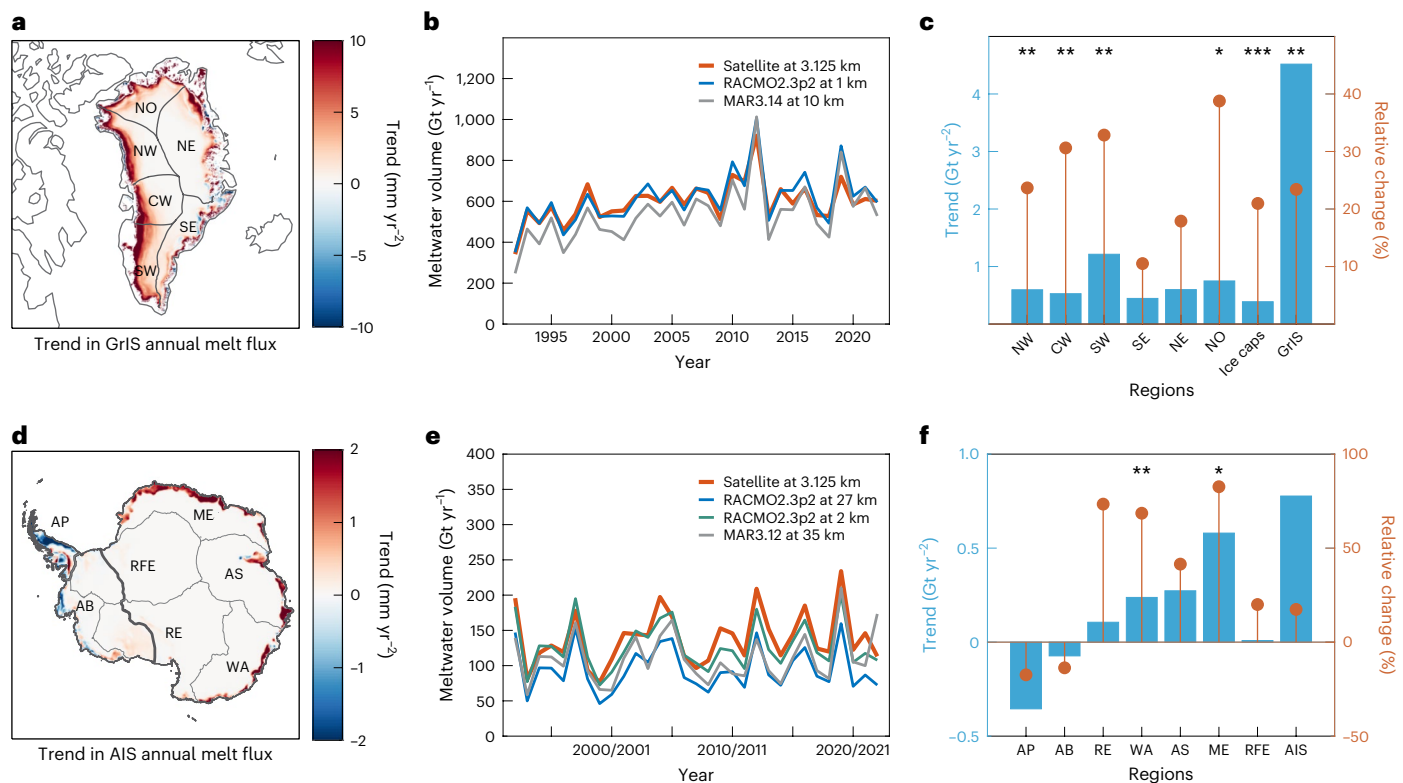 a
10
5
0
−5
−10
Trend (mm yr−2)
NO
NW
NE
CW
SE
SW
Trend in GrIS annual melt flux
b
Meltwater volume (Gt yr−1)
1,200
1,000
800
600
400
200
0
Satellite at 3.125 km
RACMO2.3p2 at 1 km
MAR3.14 at 10 km
1995
2000
2005
2010
2015
2020
Year
c
** ** ** * *** **
Trend (Gt yr−2)
4
3
2
1
40
30
20
10
Relative change (%)
NW
CW
SW
SE
NE
NO
Ice caps
GrIS
Regions
d
2
1
0
−1
−2
Trend (mm yr−2)
AP
ME
RFE
AS
AB
RE
WA
Trend in AIS annual melt flux
e
Meltwater volume (Gt yr−1)
400
350
300
250
200
150
100
50
0
Satellite at 3.125 km
RACMO2.3p2 at 27 km
RACMO2.3p2 at 2 km
MAR3.12 at 35 km
2000/2001
2010/2011
2020/2021
Year
f
** *
Trend (Gt yr−2)
1.0
0.5
0
−0.5
100
50
0
−50
Relative change (%)
AP
AB
RE
WA
AS
ME
RFE
AIS
Regions